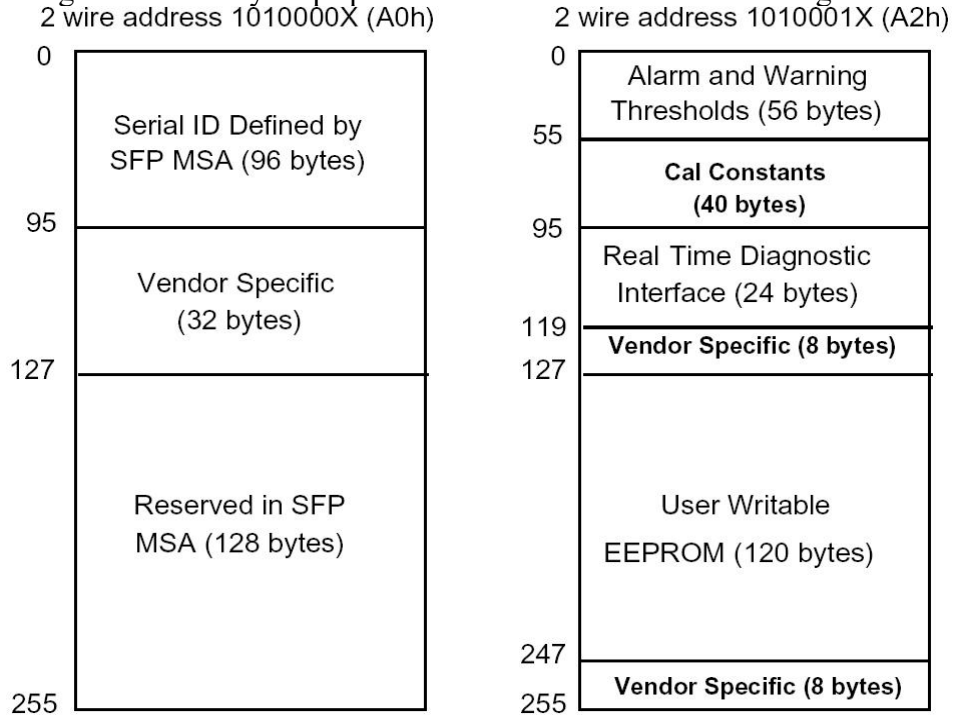 2 wire address 1010000X (A0h)
0
Serial ID Defined by
SFP MSA (96 bytes)
95
Vendor Specific
(32 bytes)
127
Reserved in SFP
MSA (128 bytes)
255
2 wire address 1010001X (A2h)
0
Alarm and Warning
Thresholds (56 bytes)
55
Cal Constants
(40 bytes)
95
Real Time Diagnostic
Interface (24 bytes)
119
Vendor Specific (8 bytes)
127
User Writable
EEPROM (120 bytes)
247
Vendor Specific (8 bytes)
255